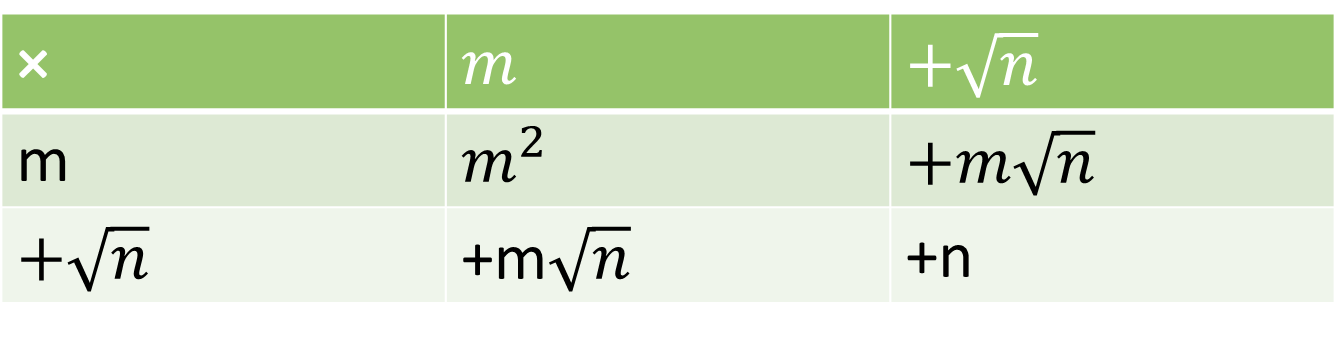 × m +√n
m m² +m√n
+√n +m√n +n